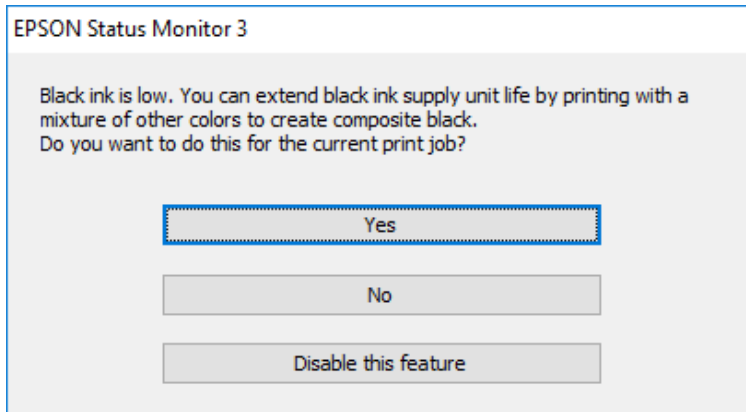 EPSON Status Monitor 3
Black ink is low. You can extend black ink supply unit life by printing with a
mixture of other colors to create composite black.
Do you want to do this for the current print job?
Yes
No
Disable this feature